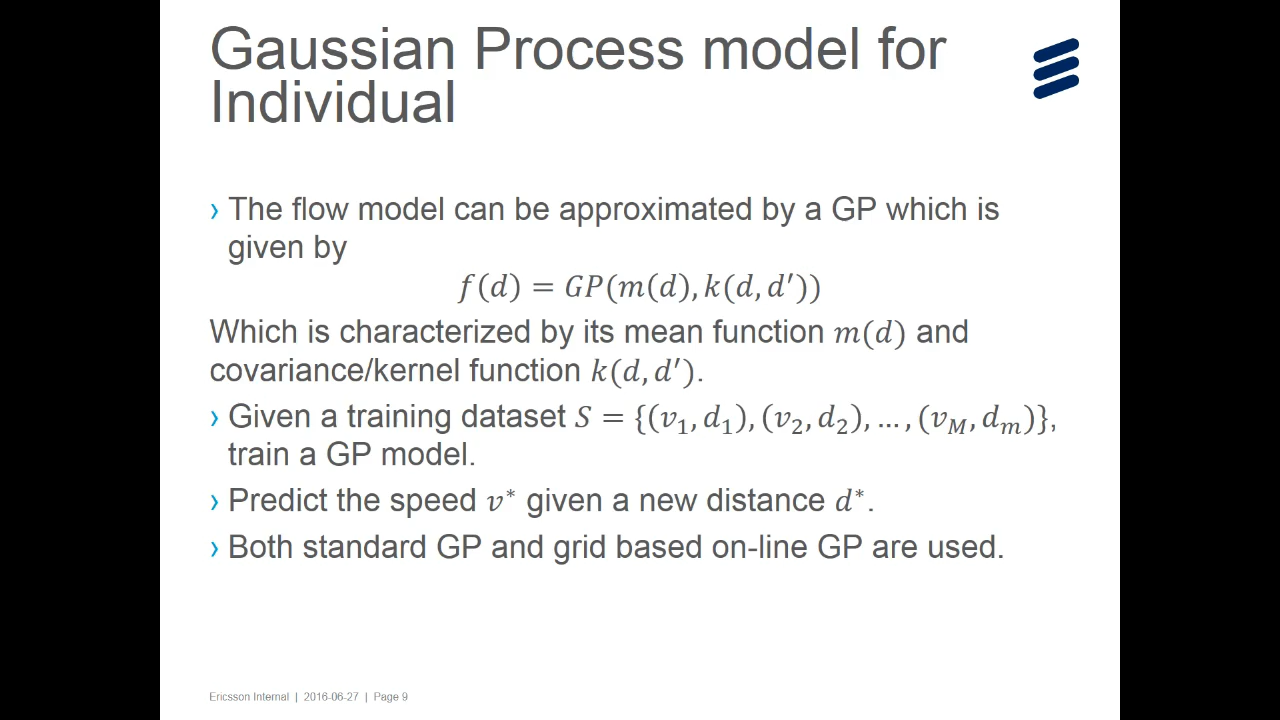 Gaussian Process model for
Individual
› The flow model can be approximated by a GP which is
given by
f(d) = GP(m(d), k(d, d′))
Which is characterized by its mean function m(d) and
covariance/kernel function k(d, d′).
› Given a training dataset S = {(v₁, d₁), (v₂, d₂), … , (v_M, d_m)},
train a GP model.
› Predict the speed v* given a new distance d*.
› Both standard GP and grid based on-line GP are used.
Ericsson Internal | 2016-06-27 | Page 9